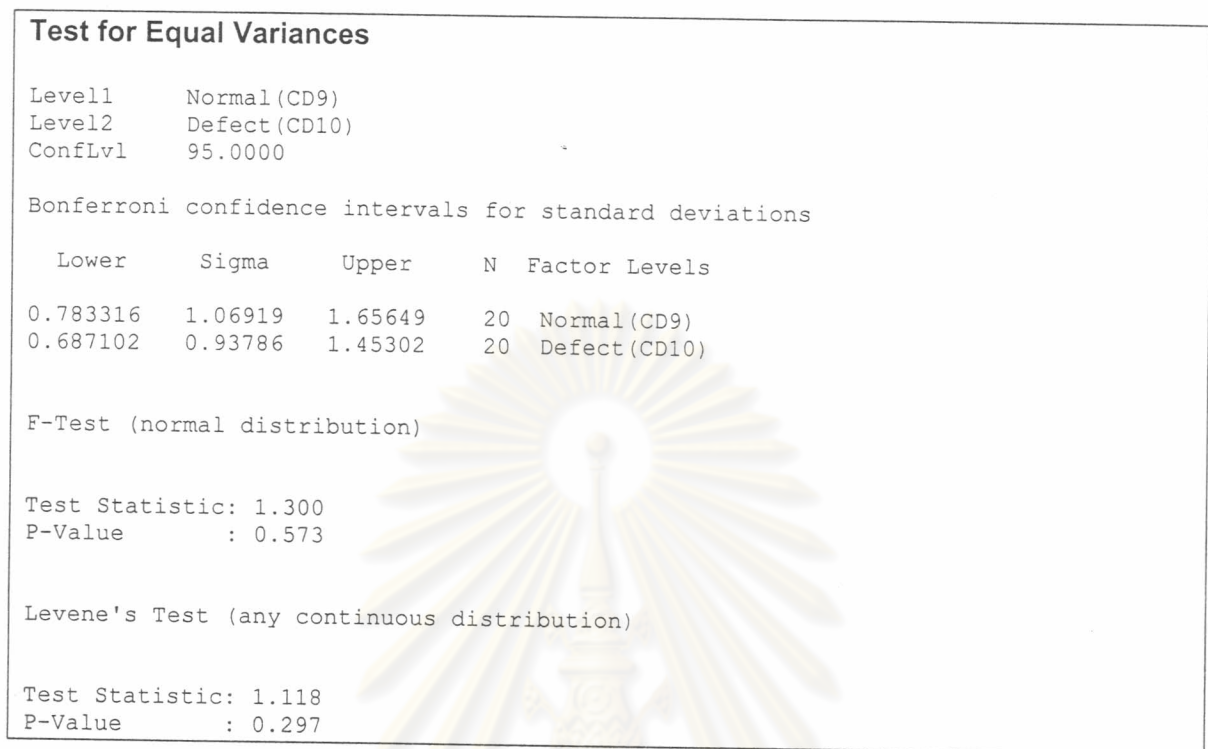 Test for Equal Variances
Level1 Normal(CD9)
Level2 Defect(CD10)
ConfLvl 95.0000
Bonferroni confidence intervals for standard deviations
Lower Sigma Upper N Factor Levels
0.783316 1.06919 1.65649 20 Normal(CD9)
0.687102 0.93786 1.45302 20 Defect(CD10)
F-Test (normal distribution)
Test Statistic: 1.300
P-Value : 0.573
Levene's Test (any continuous distribution)
Test Statistic: 1.118
P-Value : 0.297